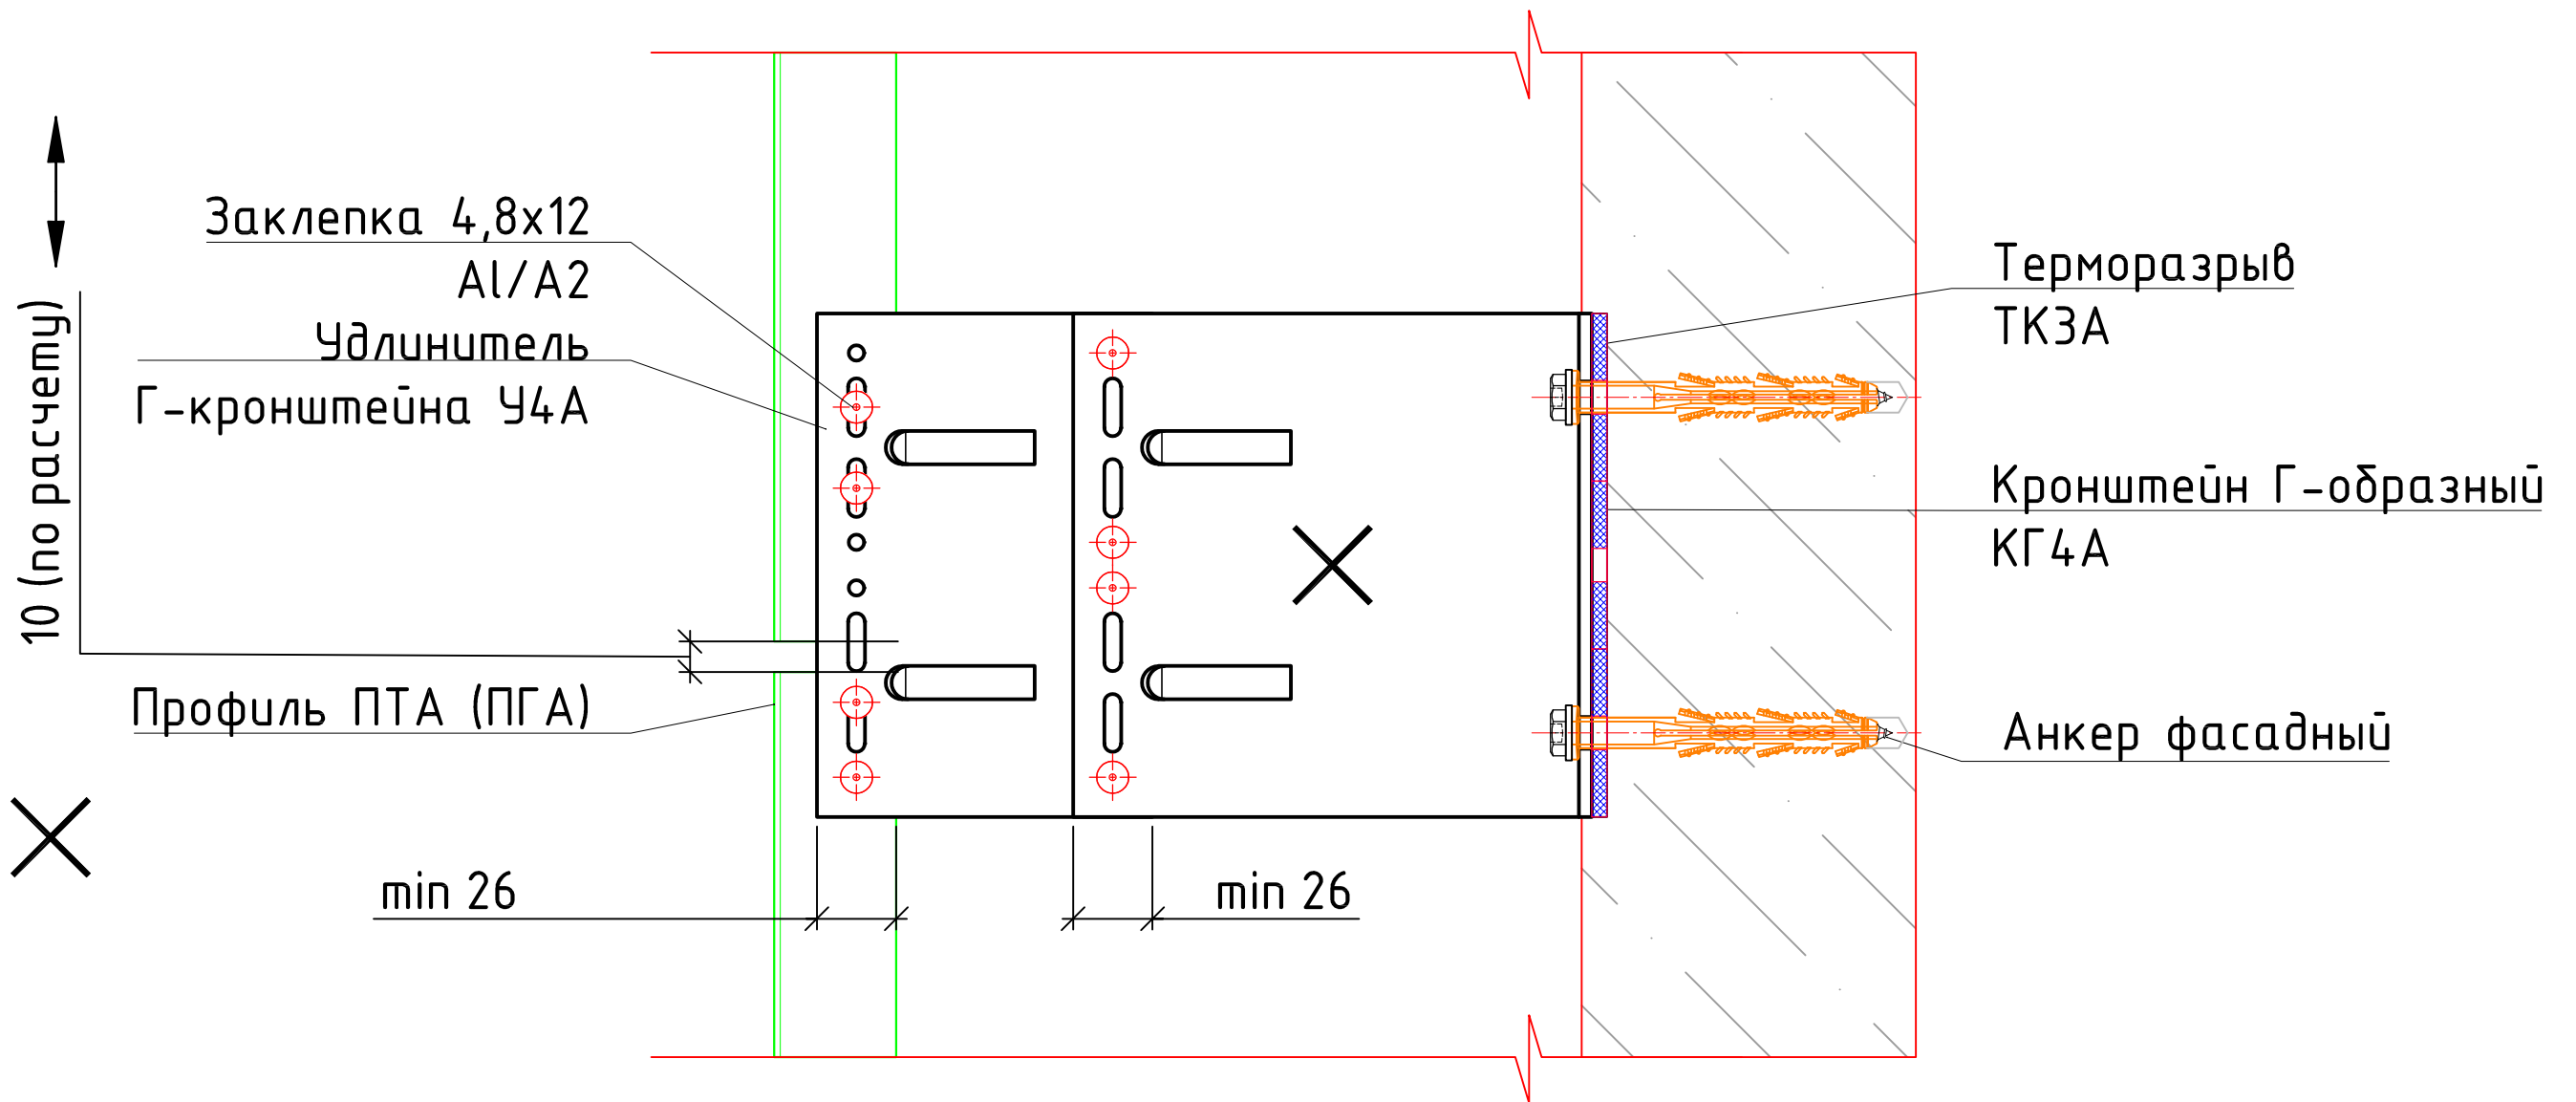 Заклепка 4,8х12
Al/A2
Удлинитель
Г-кронштейна У4А
10 (по расчету)
Профиль ПТА (ПГА)
min 26
min 26
Терморазрыв
ТК3А
Кронштейн Г-образный
КГ4А
Анкер фасадный